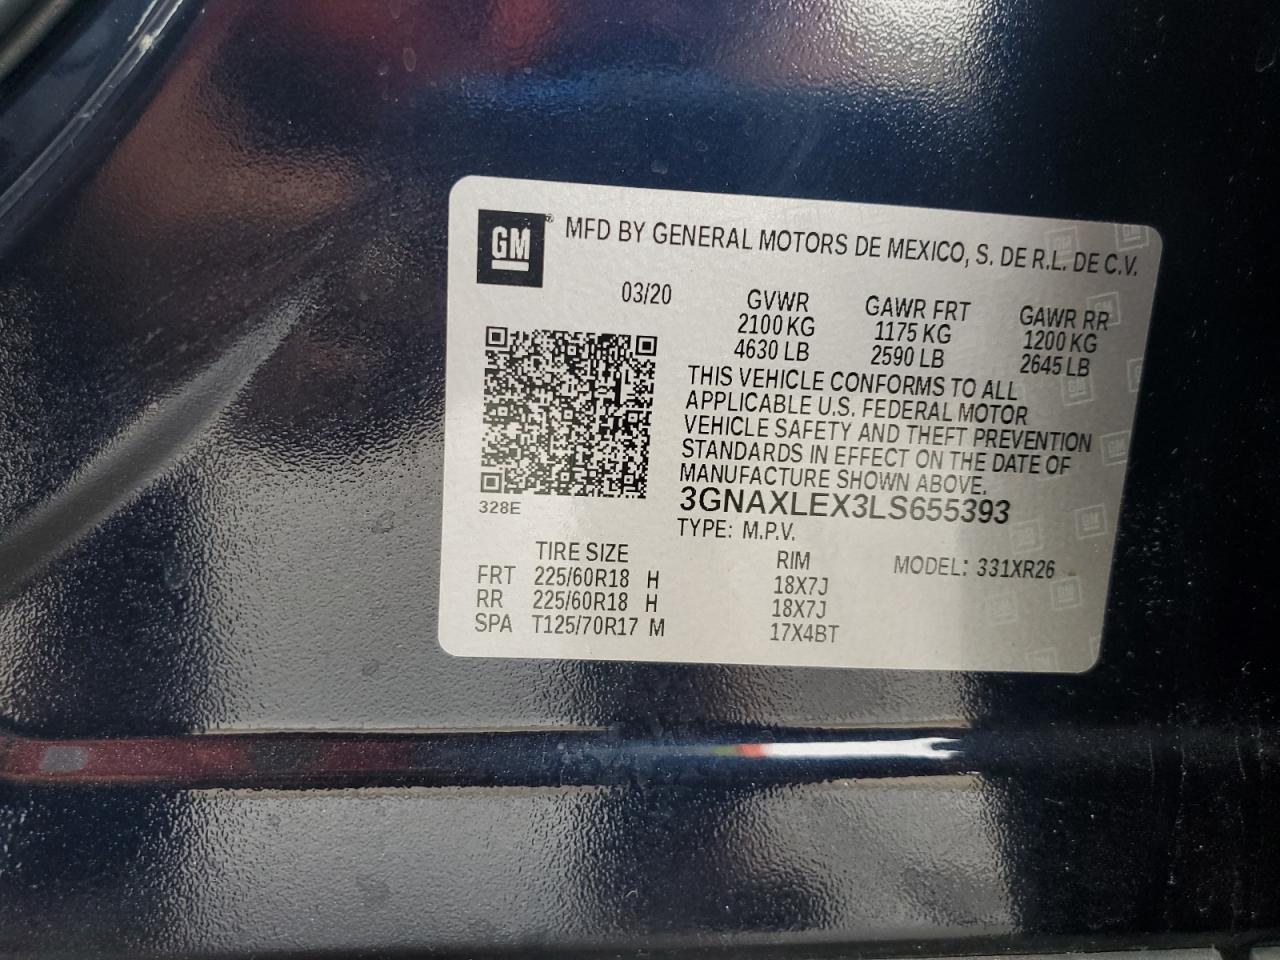 GM® MFD BY GENERAL MOTORS DE MEXICO, S. DE R.L. DE C.V.
03/20 GVWR GAWR FRT GAWR RR
2100 KG 1175 KG 1200 KG
4630 LB 2590 LB 2645 LB
THIS VEHICLE CONFORMS TO ALL
APPLICABLE U.S. FEDERAL MOTOR
VEHICLE SAFETY AND THEFT PREVENTION
STANDARDS IN EFFECT ON THE DATE OF
MANUFACTURE SHOWN ABOVE.
3GNAXLEX3LS655393
328E
TYPE: M.P.V.
TIRE SIZE RIM MODEL: 331XR26
FRT 225/60R18 H 18X7J
RR 225/60R18 H 18X7J
SPA T125/70R17 M 17X4BT